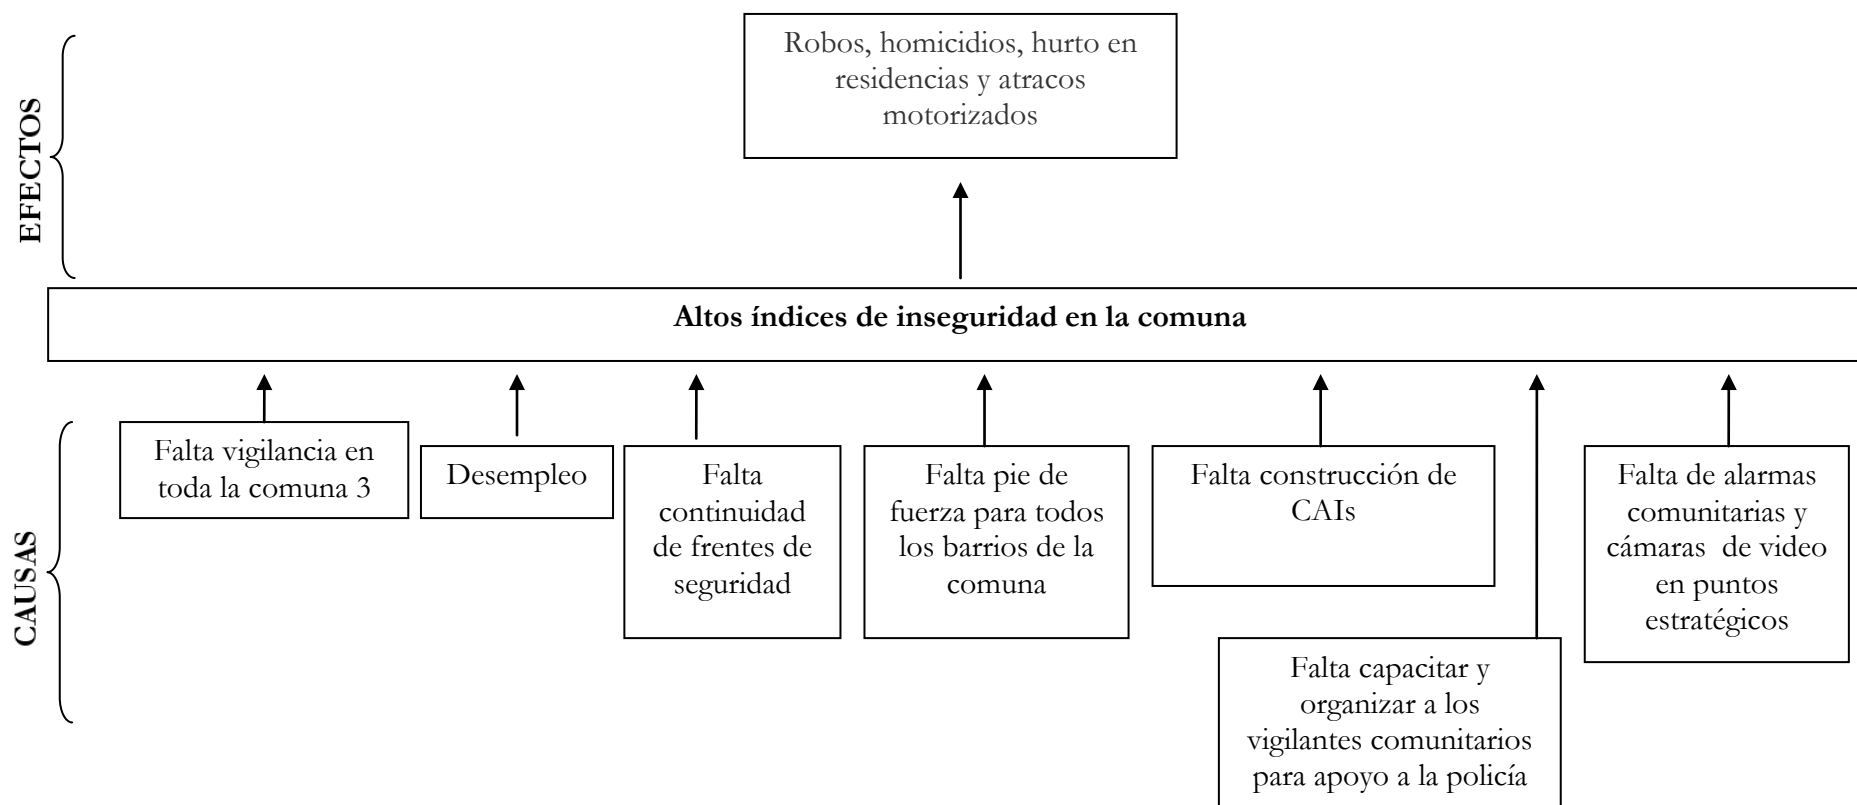 EFECTOS
Robos, homicidios, hurto en
residencias y atracos
motorizados
Altos índices de inseguridad en la comuna
CAUSAS
Falta vigilancia en
toda la comuna 3
Desempleo
Falta
continuidad
de frentes de
seguridad
Falta pie de
fuerza para todos
los barrios de la
comuna
Falta construcción de
CAIs
Falta capacitar y
organizar a los
vigilantes comunitarios
para apoyo a la policía
Falta de alarmas
comunitarias y
cámaras  de video
en puntos
estratégicos